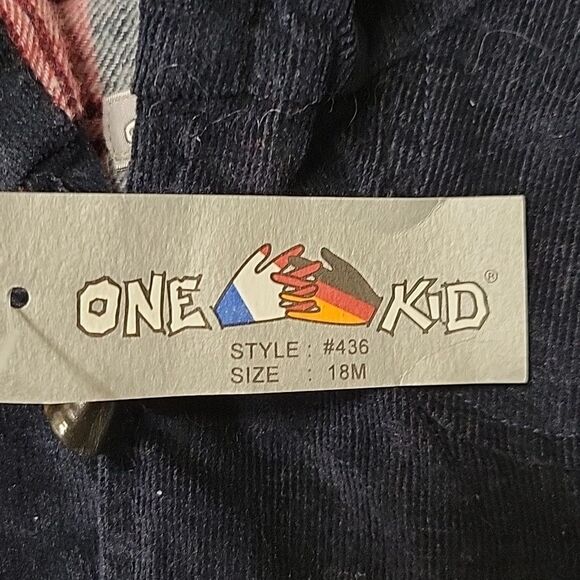 ONE KiD®
STYLE : #436
SIZE : 18M